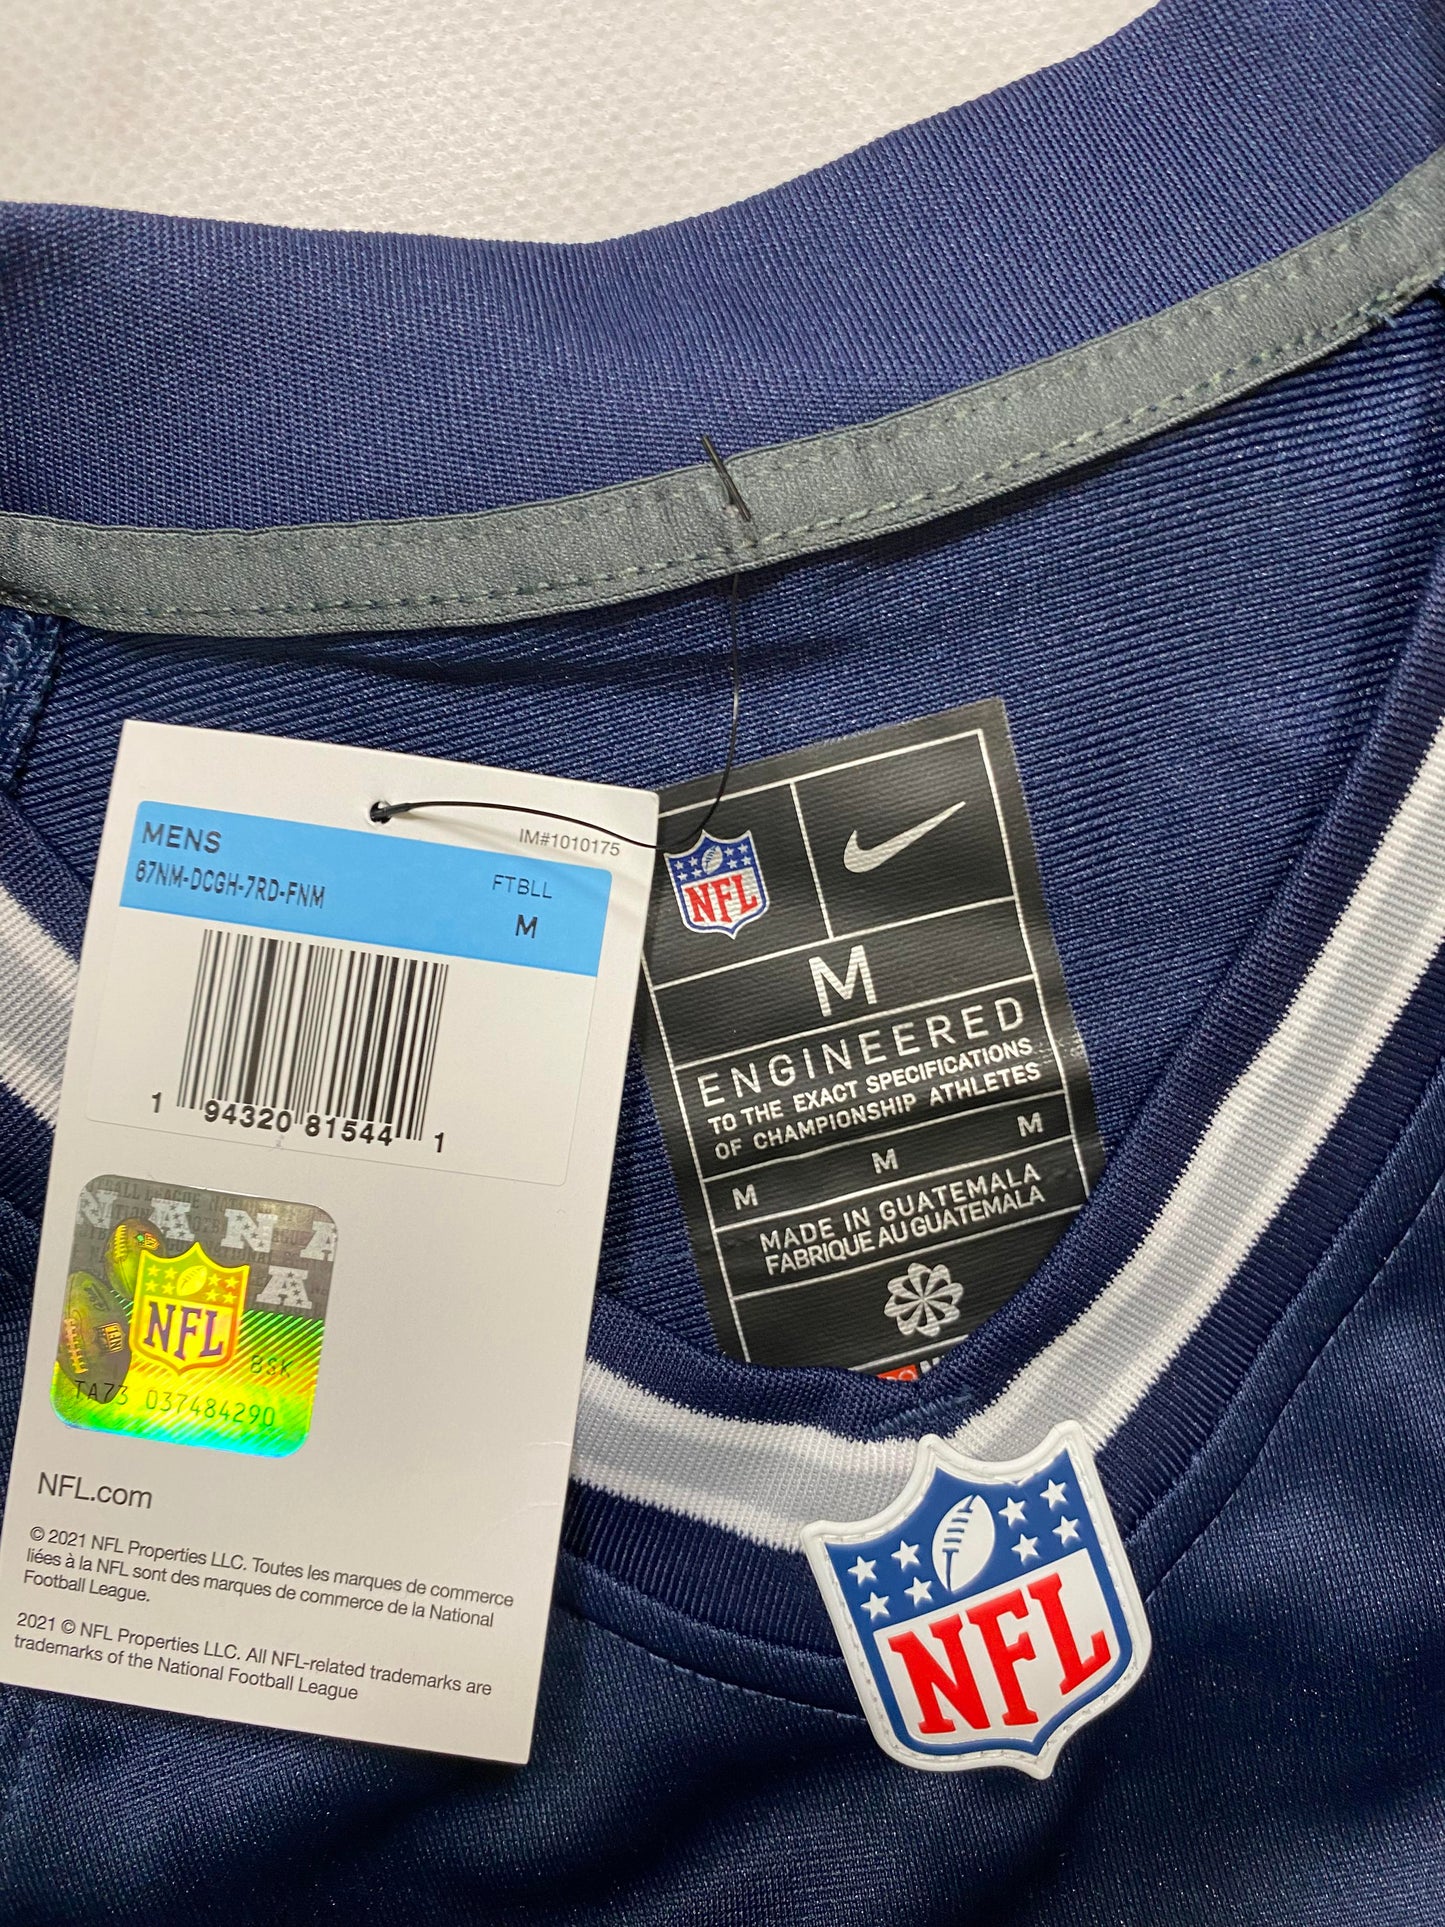 MENS
IM#1010175
67NM-DCGH-7RD-FNM
FTBLL
M
1 94320 81544 1
NFL
BSK
TA73 037484290
NFL.com
© 2021 NFL Properties LLC. Toutes les marques de commerce
liées à la NFL sont des marques de commerce de la National
Football League.
2021 © NFL Properties LLC. All NFL-related trademarks are
trademarks of the National Football League
NFL
M
ENGINEERED
TO THE EXACT SPECIFICATIONS
OF CHAMPIONSHIP ATHLETES
M M M
MADE IN GUATEMALA
FABRIQUE AU GUATEMALA
NFL